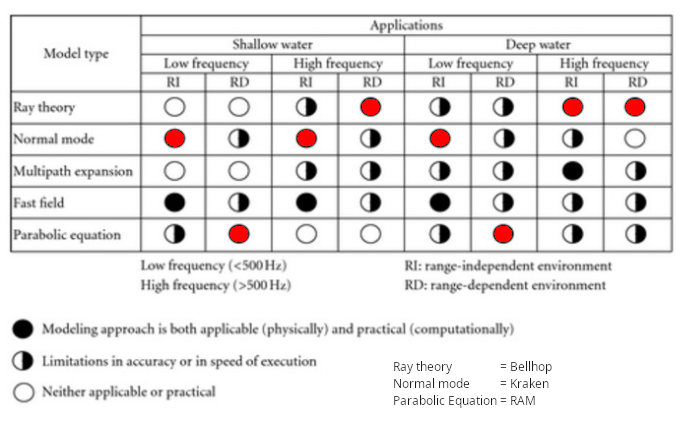 Applications
Model type
Shallow water Deep water
Low frequency High frequency Low frequency High frequency
RI RD RI RD RI RD RI RD
Ray theory
Normal mode
Multipath expansion
Fast field
Parabolic equation
Low frequency (<500 Hz) RI: range-independent environment
High frequency (>500 Hz) RD: range-dependent environment
Modeling approach is both applicable (physically) and practical (computationally)
Limitations in accuracy or in speed of execution
Neither applicable or practical
Ray theory = Bellhop
Normal mode = Kraken
Parabolic Equation = RAM